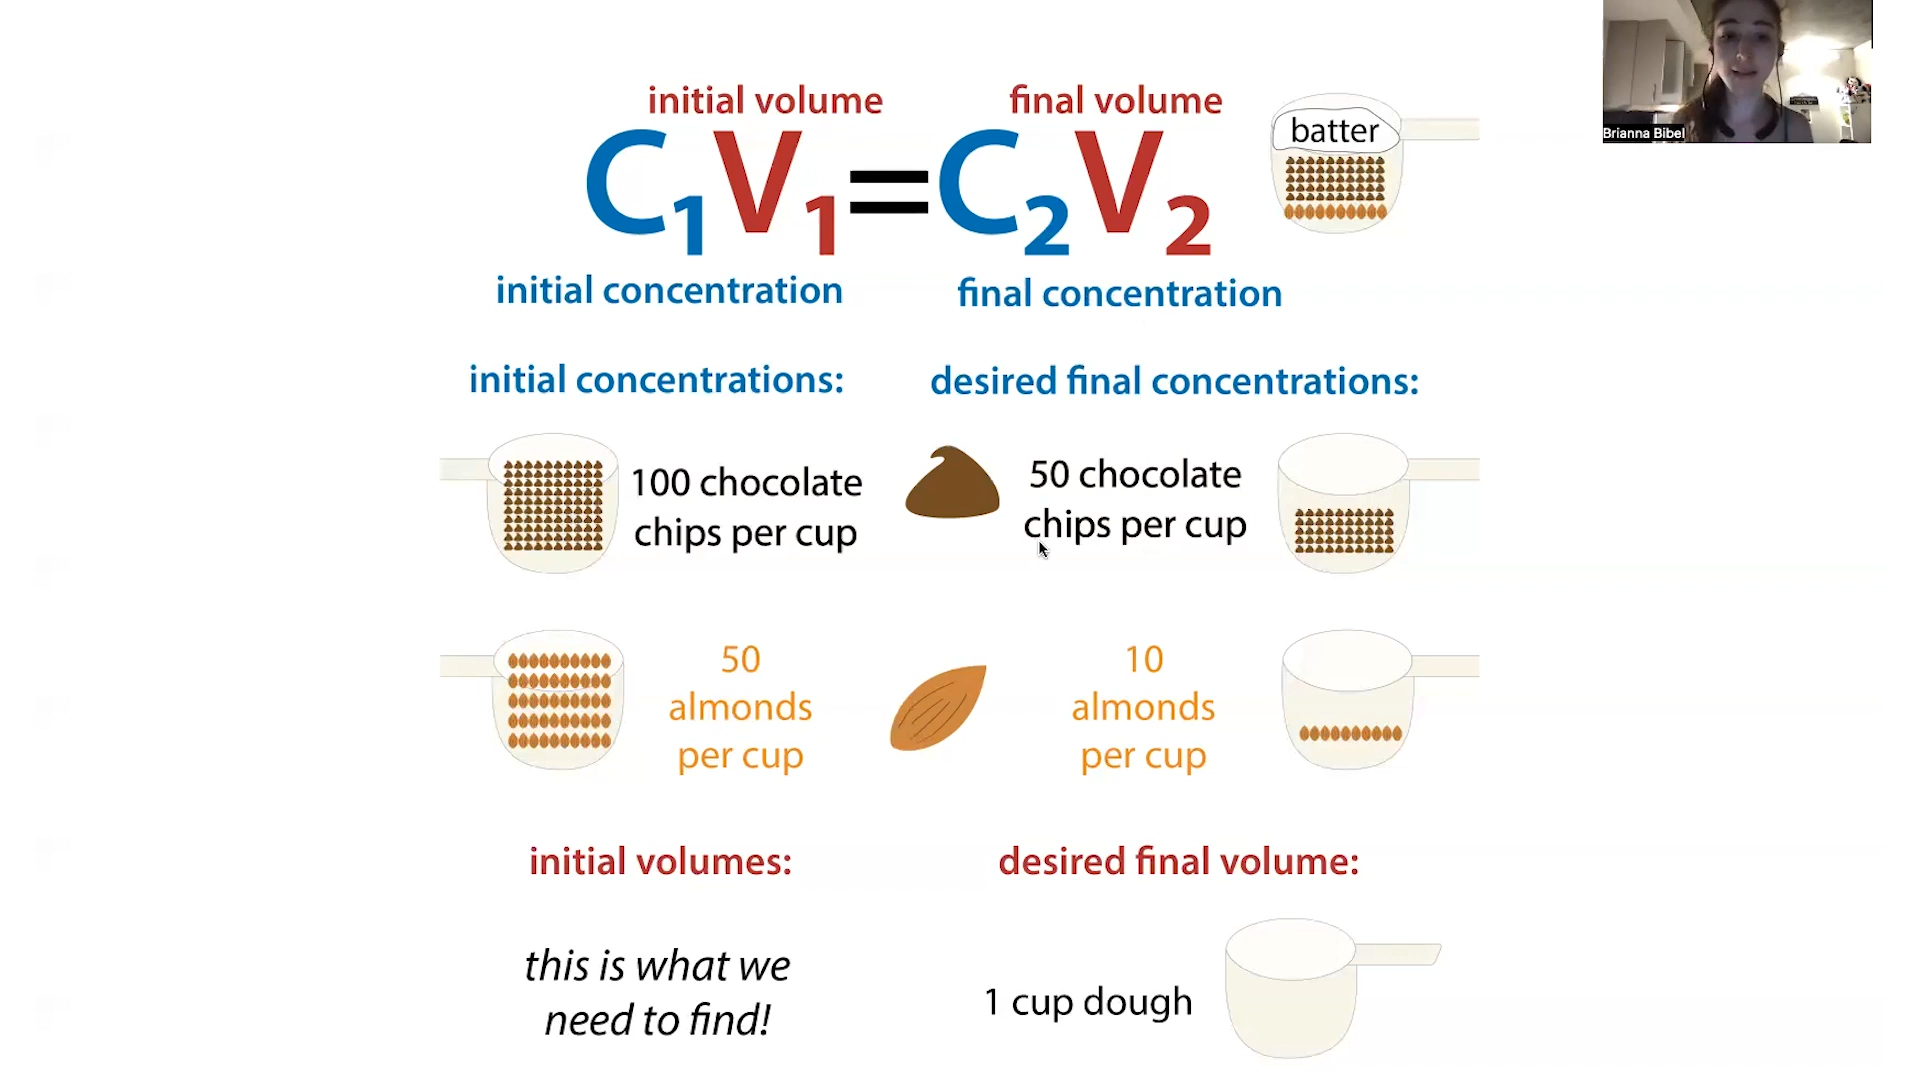 initial volume
final volume
batter
Brianna Bibel
C₁V₁=C₂V₂
initial concentration
final concentration
initial concentrations:
desired final concentrations:
100 chocolate
chips per cup
50 chocolate
chips per cup
50
almonds
per cup
10
almonds
per cup
initial volumes:
desired final volume:
this is what we
need to find!
1 cup dough